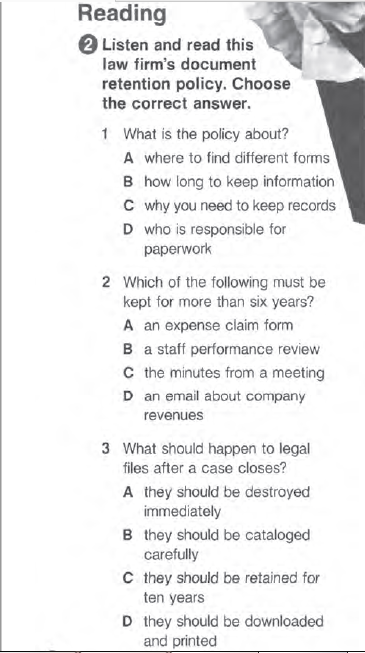 Reading
2 Listen and read this
law firm's document
retention policy. Choose
the correct answer.
1 What is the policy about?
A where to find different forms
B how long to keep information
C why you need to keep records
D who is responsible for
paperwork
2 Which of the following must be
kept for more than six years?
A an expense claim form
B a staff performance review
C the minutes from a meeting
D an email about company
revenues
3 What should happen to legal
files after a case closes?
A they should be destroyed
immediately
B they should be cataloged
carefully
C they should be retained for
ten years
D they should be downloaded
and printed